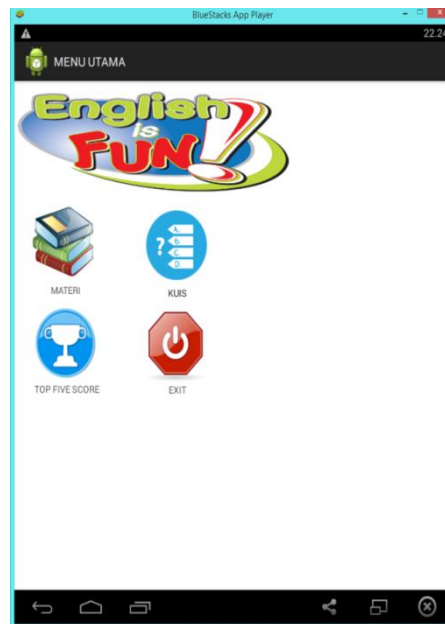 BlueStacks App Player
22.24
MENU UTAMA
English
is
FUN!
MATERI
KUIS
A.
b.
C
D
?
TOP FIVE SCORE
EXIT